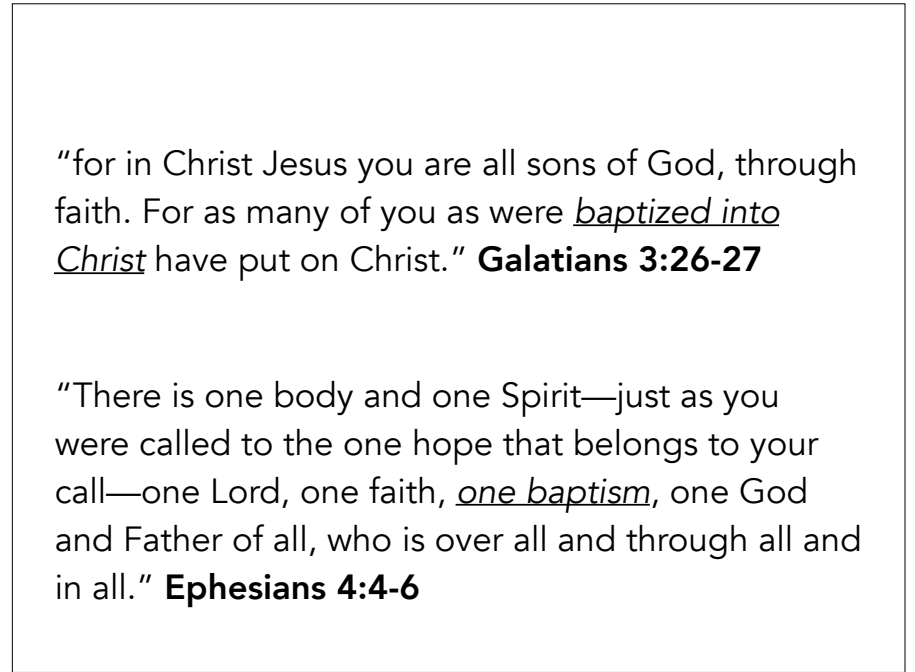 “for in Christ Jesus you are all sons of God, through
faith. For as many of you as were baptized into
Christ have put on Christ.” Galatians 3:26-27
“There is one body and one Spirit—just as you
were called to the one hope that belongs to your
call—one Lord, one faith, one baptism, one God
and Father of all, who is over all and through all and
in all.” Ephesians 4:4-6